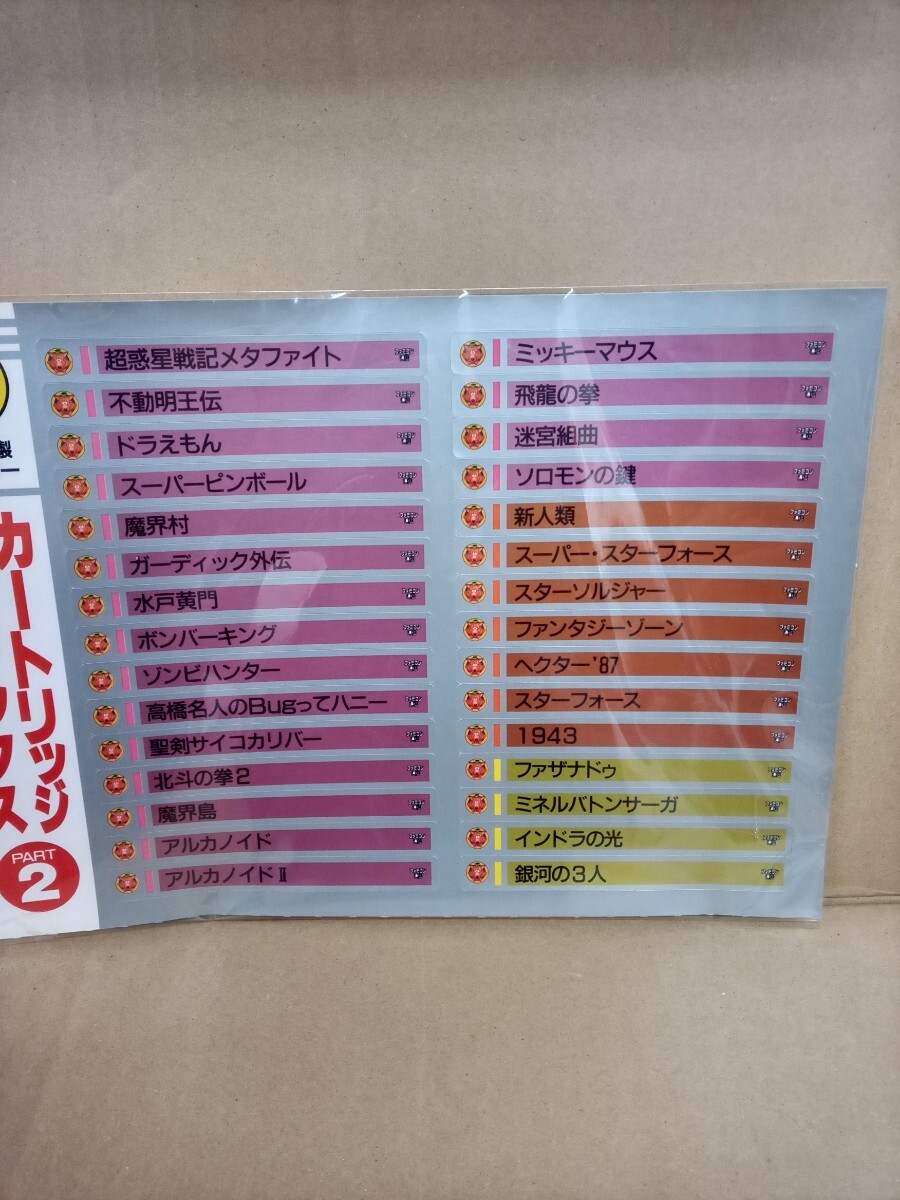 製
ー
カートリッジ
クス
PART
2
超惑星戦記メタファイト
不動明王伝
ドラえもん
スーパーピンボール
魔界村
ガーディック外伝
水戸黄門
ボンバーキング
ゾンビハンター
高橋名人のBugってハニー
聖剣サイコカリバー
北斗の拳2
魔界島
アルカノイド
アルカノイドⅡ
ミッキーマウス
飛龍の拳
迷宮組曲
ソロモンの鍵
新人類
スーパー・スターフォース
スターソルジャー
ファンタジーゾーン
ヘクター'87
スターフォース
1943
ファザナドゥ
ミネルバトンサーガ
インドラの光
銀河の3人